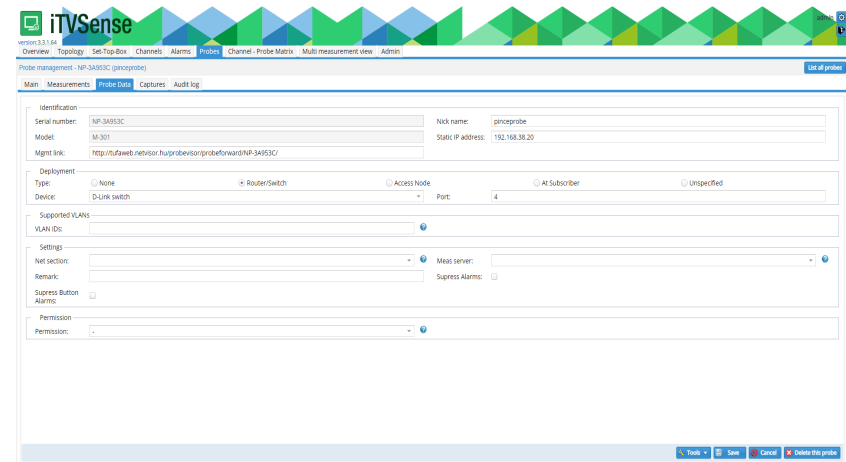 iTVSense
admin
version:3.3.1.64
Overview Topology Set-Top-Box Channels Alarms Probes Channel - Probe Matrix Multi measurement view Admin
Probe management - NP-3A953C (pinceprobe) List all probes
Main Measurements Probe Data Captures Audit log
Identification
Serial number: NP-3A953C Nick name: pinceprobe
Model: M-301 Static IP address: 192.168.38.20
Mgmt link: http://tufaweb.netvisor.hu/probevisor/probeforward/NP-3A953C/
Deployment
Type: None Router/Switch Access Node At Subscriber Unspecified
Device: D-Link switch Port: 4
Supported VLANs
VLAN IDs:
Settings
Net section: Meas server:
Remark: Supress Alarms:
Supress Button
Alarms:
Permission
Permission: -
Tools Save Cancel Delete this probe